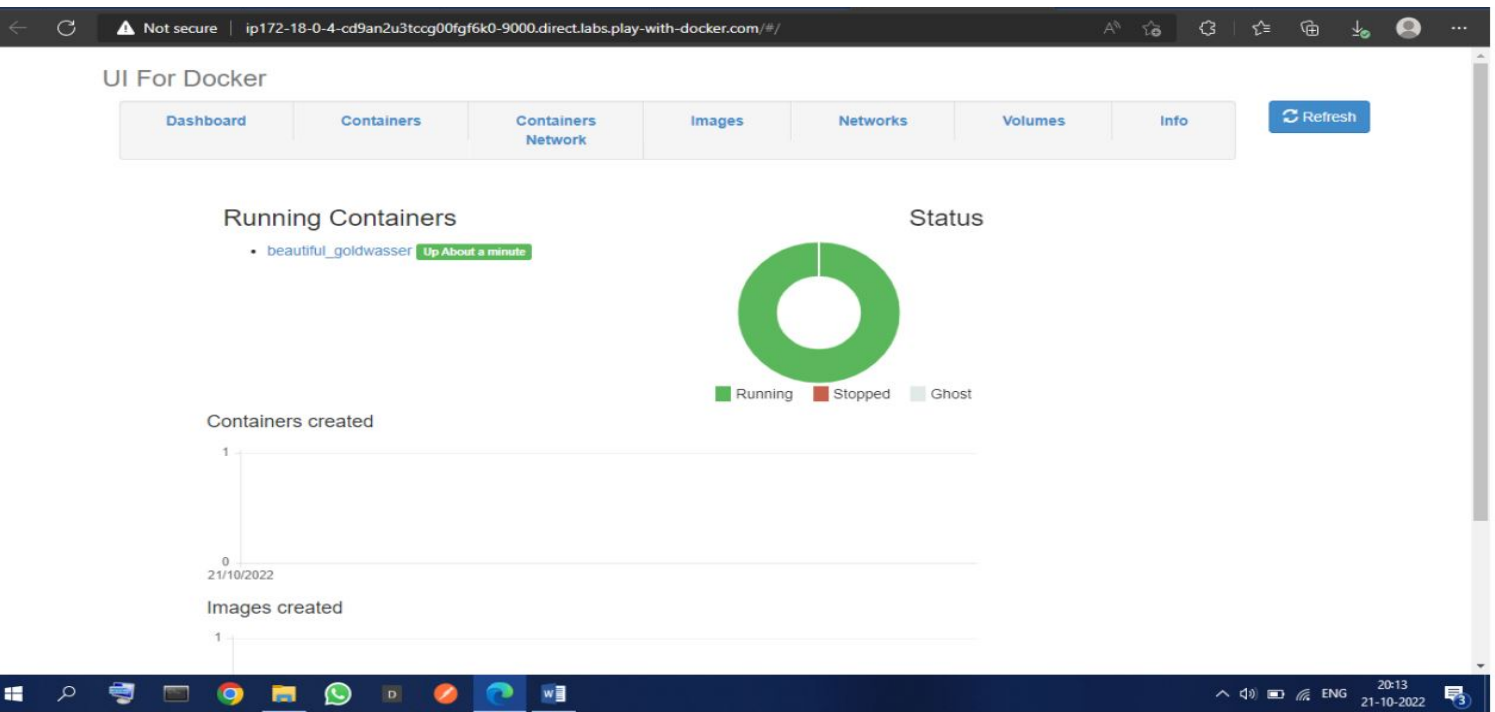 Not secure | ip172-18-0-4-cd9an2u3tccg00fgf6k0-9000.direct.labs.play-with-docker.com/#/
UI For Docker
Dashboard Containers Containers Network Images Networks Volumes Info Refresh
Running Containers
beautiful_goldwasser Up About a minute
Status
Running Stopped Ghost
Containers created
1
0
21/10/2022
Images created
1
ENG 20:13
21-10-2022
3